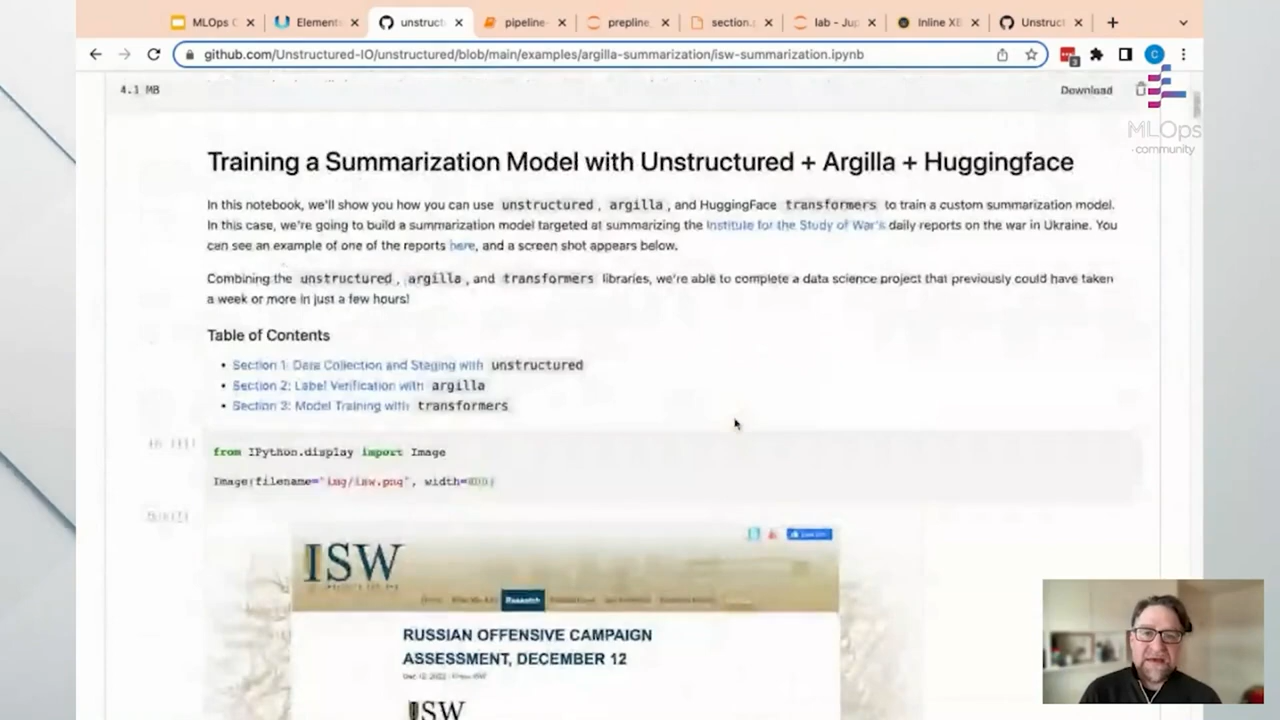 MLOps C
Element
unstruct
pipeline-
prepline_
section.
lab - Jup
Inline XB
Unstruct
github.com/Unstructured-IO/unstructured/blob/main/examples/argilla-summarization/isw-summarization.ipynb
4.1 MB
Download
MLOps
community
Training a Summarization Model with Unstructured + Argilla + Huggingface
In this notebook, we'll show you how you can use unstructured, argilla, and HuggingFace transformers to train a custom summarization model.
In this case, we're going to build a summarization model targeted at summarizing the Institute for the Study of War's daily reports on the war in Ukraine. You
can see an example of one of the reports here, and a screen shot appears below.
Combining the unstructured, argilla, and transformers libraries, we're able to complete a data science project that previously could have taken
a week or more in just a few hours!
Table of Contents
• Section 1: Data Collection and Staging with unstructured
• Section 2: Label Verification with argilla
• Section 3: Model Training with transformers
from IPython.display import Image
Image(filename="img/isw.png", width=800)
ISW
Research
RUSSIAN OFFENSIVE CAMPAIGN
ASSESSMENT, DECEMBER 12
ISW